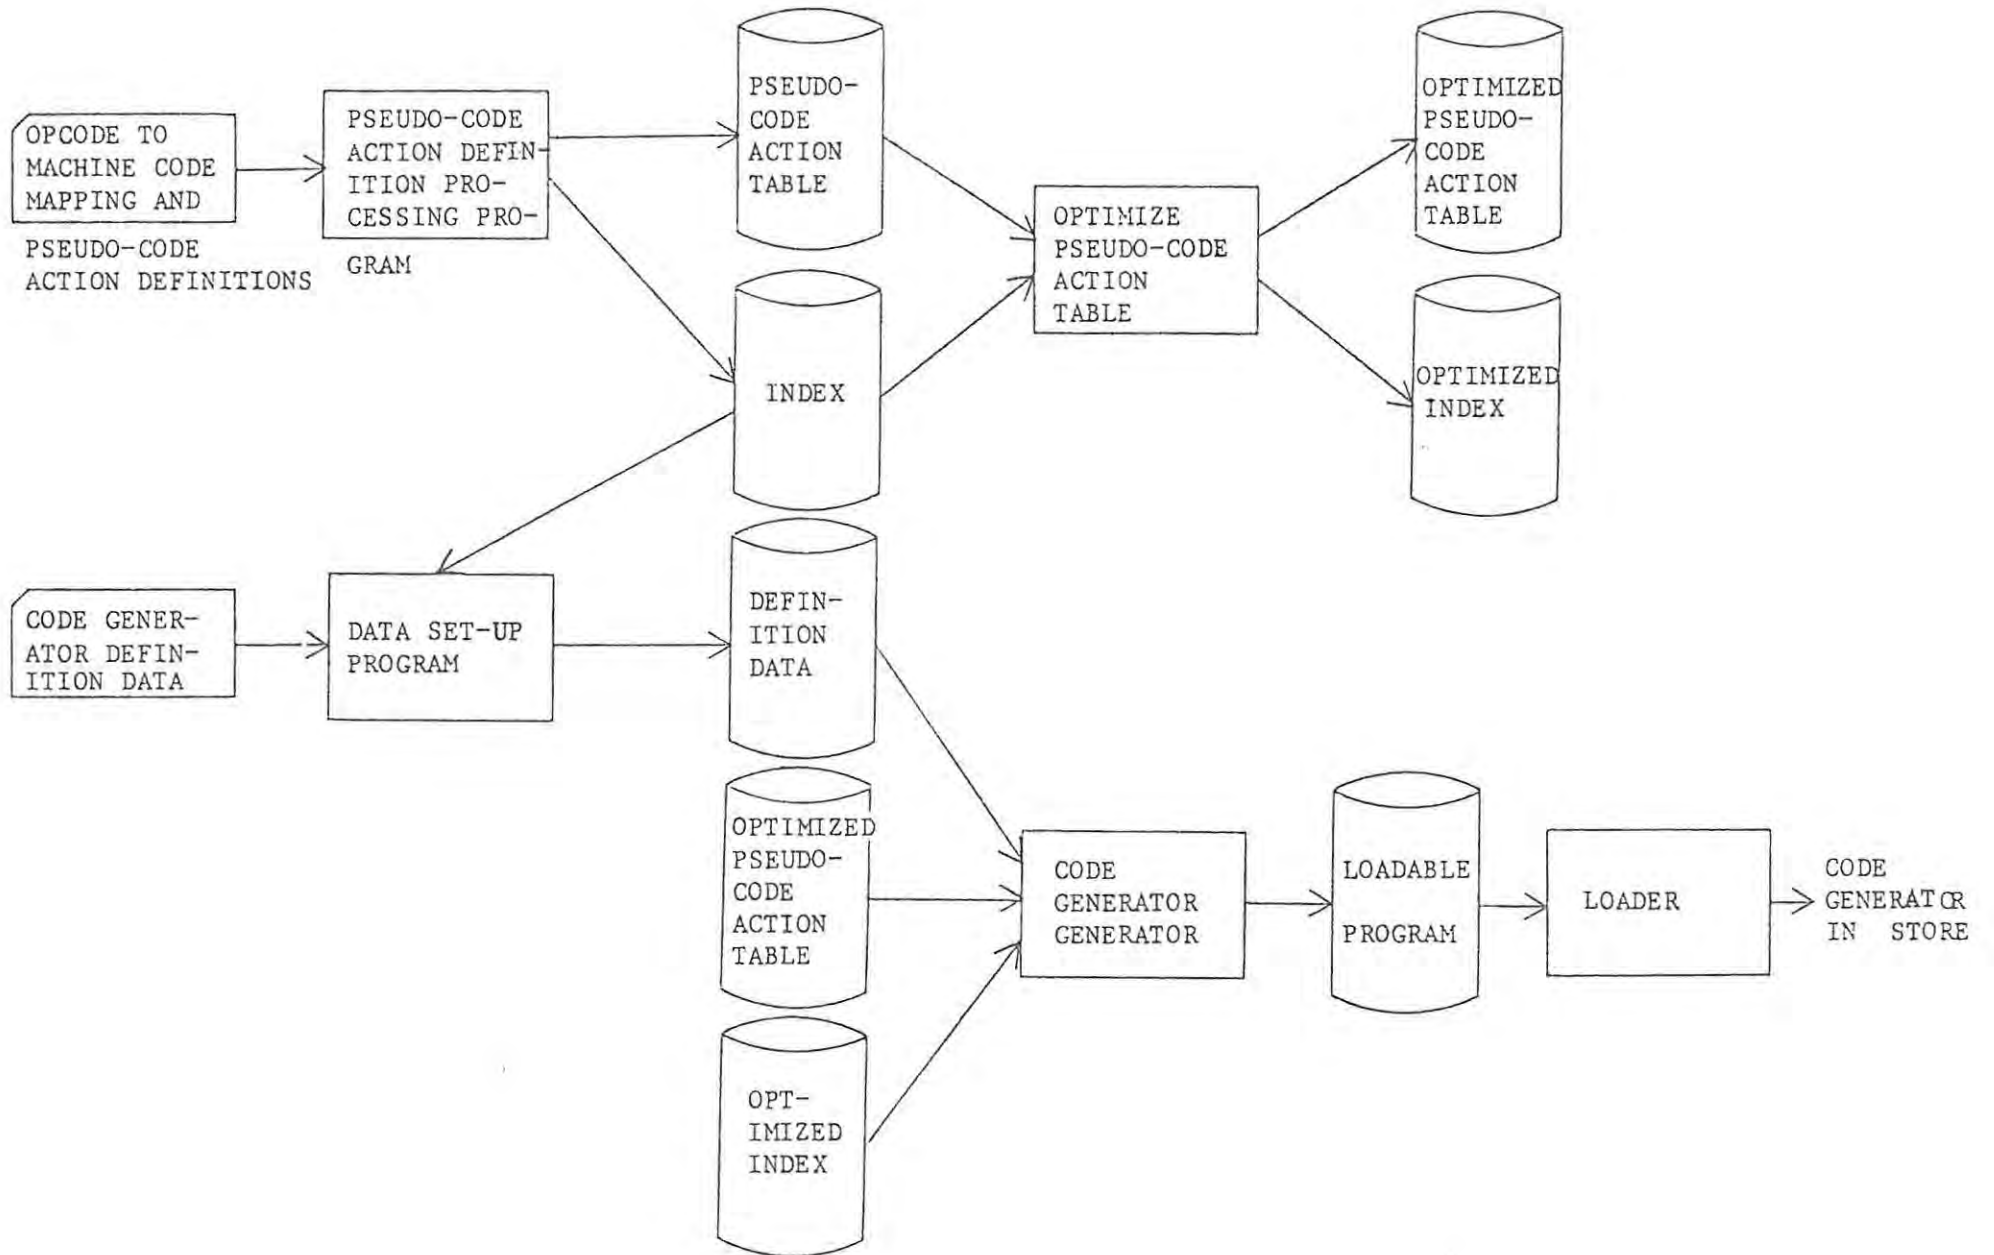 OPCODE TO
MACHINE CODE
MAPPING AND
PSEUDO-CODE
ACTION DEFINITIONS
PSEUDO-CODE
ACTION DEFIN-
ITION PRO-
CESSING PRO-
GRAM
PSEUDO-
CODE
ACTION
TABLE
INDEX
OPTIMIZE
PSEUDO-CODE
ACTION
TABLE
OPTIMIZED
PSEUDO-
CODE
ACTION
TABLE
OPTIMIZED
INDEX
CODE GENER-
ATOR DEFIN-
ITION DATA
DATA SET-UP
PROGRAM
DEFIN-
ITION
DATA
OPTIMIZED
PSEUDO-
CODE
ACTION
TABLE
OPT-
IMIZED
INDEX
CODE
GENERATOR
GENERATOR
LOADABLE
PROGRAM
LOADER
CODE
GENERATOR
IN STORE